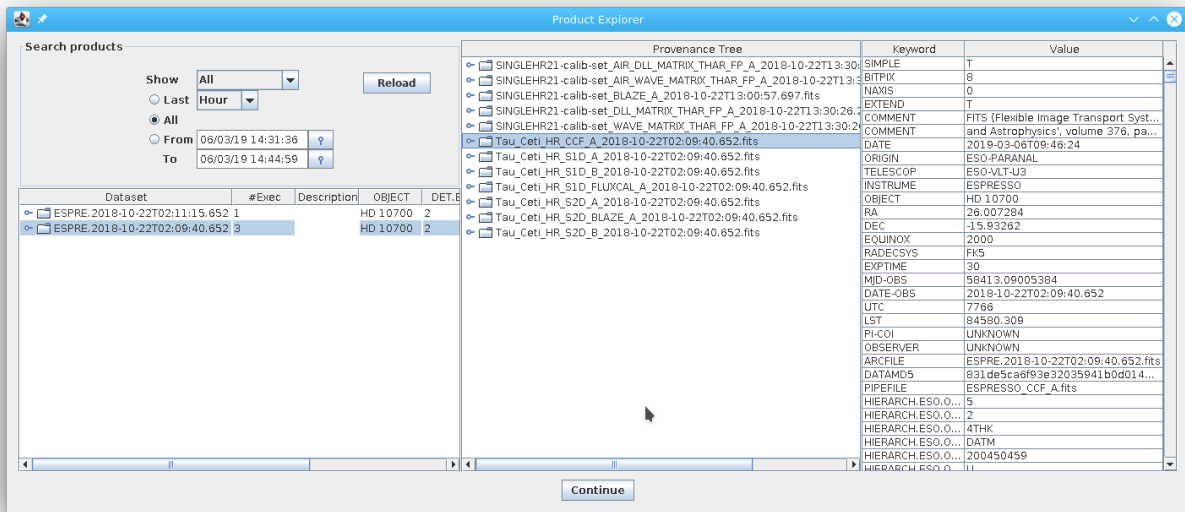 Product Explorer
Search products
Show All
Reload
Last Hour
All
From 06/03/19 14:31:36
To 06/03/19 14:44:59
Dataset #Exec Description OBJECT DET.B
ESPRE.2018-10-22T02:11:15.652 1 HD 10700 2
ESPRE.2018-10-22T02:09:40.652 3 HD 10700 2
Provenance Tree
SINGLEHR21-calib-set_AIR_DLL_MATRIX_THAR_FP_A_2018-10-22T13:30:
SINGLEHR21-calib-set_AIR_WAVE_MATRIX_THAR_FP_A_2018-10-22T13:3
SINGLEHR21-calib-set_BLAZE_A_2018-10-22T13:00:57.697.fits
SINGLEHR21-calib-set_DLL_MATRIX_THAR_FP_A_2018-10-22T13:30:26.2
SINGLEHR21-calib-set_WAVE_MATRIX_THAR_FP_A_2018-10-22T13:30:2
Tau_Ceti_HR_CCF_A_2018-10-22T02:09:40.652.fits
Tau_Ceti_HR_S1D_A_2018-10-22T02:09:40.652.fits
Tau_Ceti_HR_S1D_B_2018-10-22T02:09:40.652.fits
Tau_Ceti_HR_S1D_FLUXCAL_A_2018-10-22T02:09:40.652.fits
Tau_Ceti_HR_S2D_A_2018-10-22T02:09:40.652.fits
Tau_Ceti_HR_S2D_BLAZE_A_2018-10-22T02:09:40.652.fits
Tau_Ceti_HR_S2D_B_2018-10-22T02:09:40.652.fits
Keyword Value
SIMPLE T
BITPIX 8
NAXIS 0
EXTEND T
COMMENT FITS (Flexible Image Transport Syst...
COMMENT and Astrophysics', volume 376, pa...
DATE 2019-03-06T09:46:24
ORIGIN ESO-PARANAL
TELESCOP ESO-VLT-U3
INSTRUME ESPRESSO
OBJECT HD 10700
RA 26.007284
DEC -15.93262
EQUINOX 2000
RADECSYS FK5
EXPTIME 30
MJD-OBS 58413.09005384
DATE-OBS 2018-10-22T02:09:40.652
UTC 7766
LST 84580.309
PI-COI UNKNOWN
OBSERVER UNKNOWN
ARCFILE ESPRE.2018-10-22T02:09:40.652.fits
DATAMD5 831de5ca6f93e32035941b0d014...
PIPEFILE ESPRESSO_CCF_A.fits
HIERARCH.ESO.O... 5
HIERARCH.ESO.O... 2
HIERARCH.ESO.O... 4THK
HIERARCH.ESO.O... DATM
HIERARCH.ESO.O... 200450459
HIERARCH.ESO.O
Continue